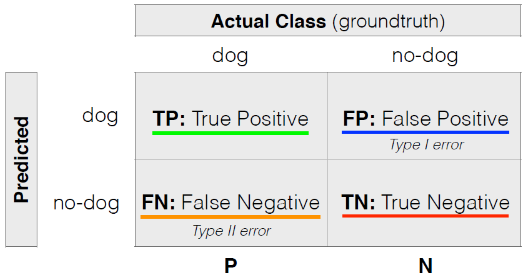 Actual Class (groundtruth)
dog no-dog
Predicted
dog TP: True Positive FP: False Positive
Type I error
no-dog FN: False Negative TN: True Negative
Type II error
P N